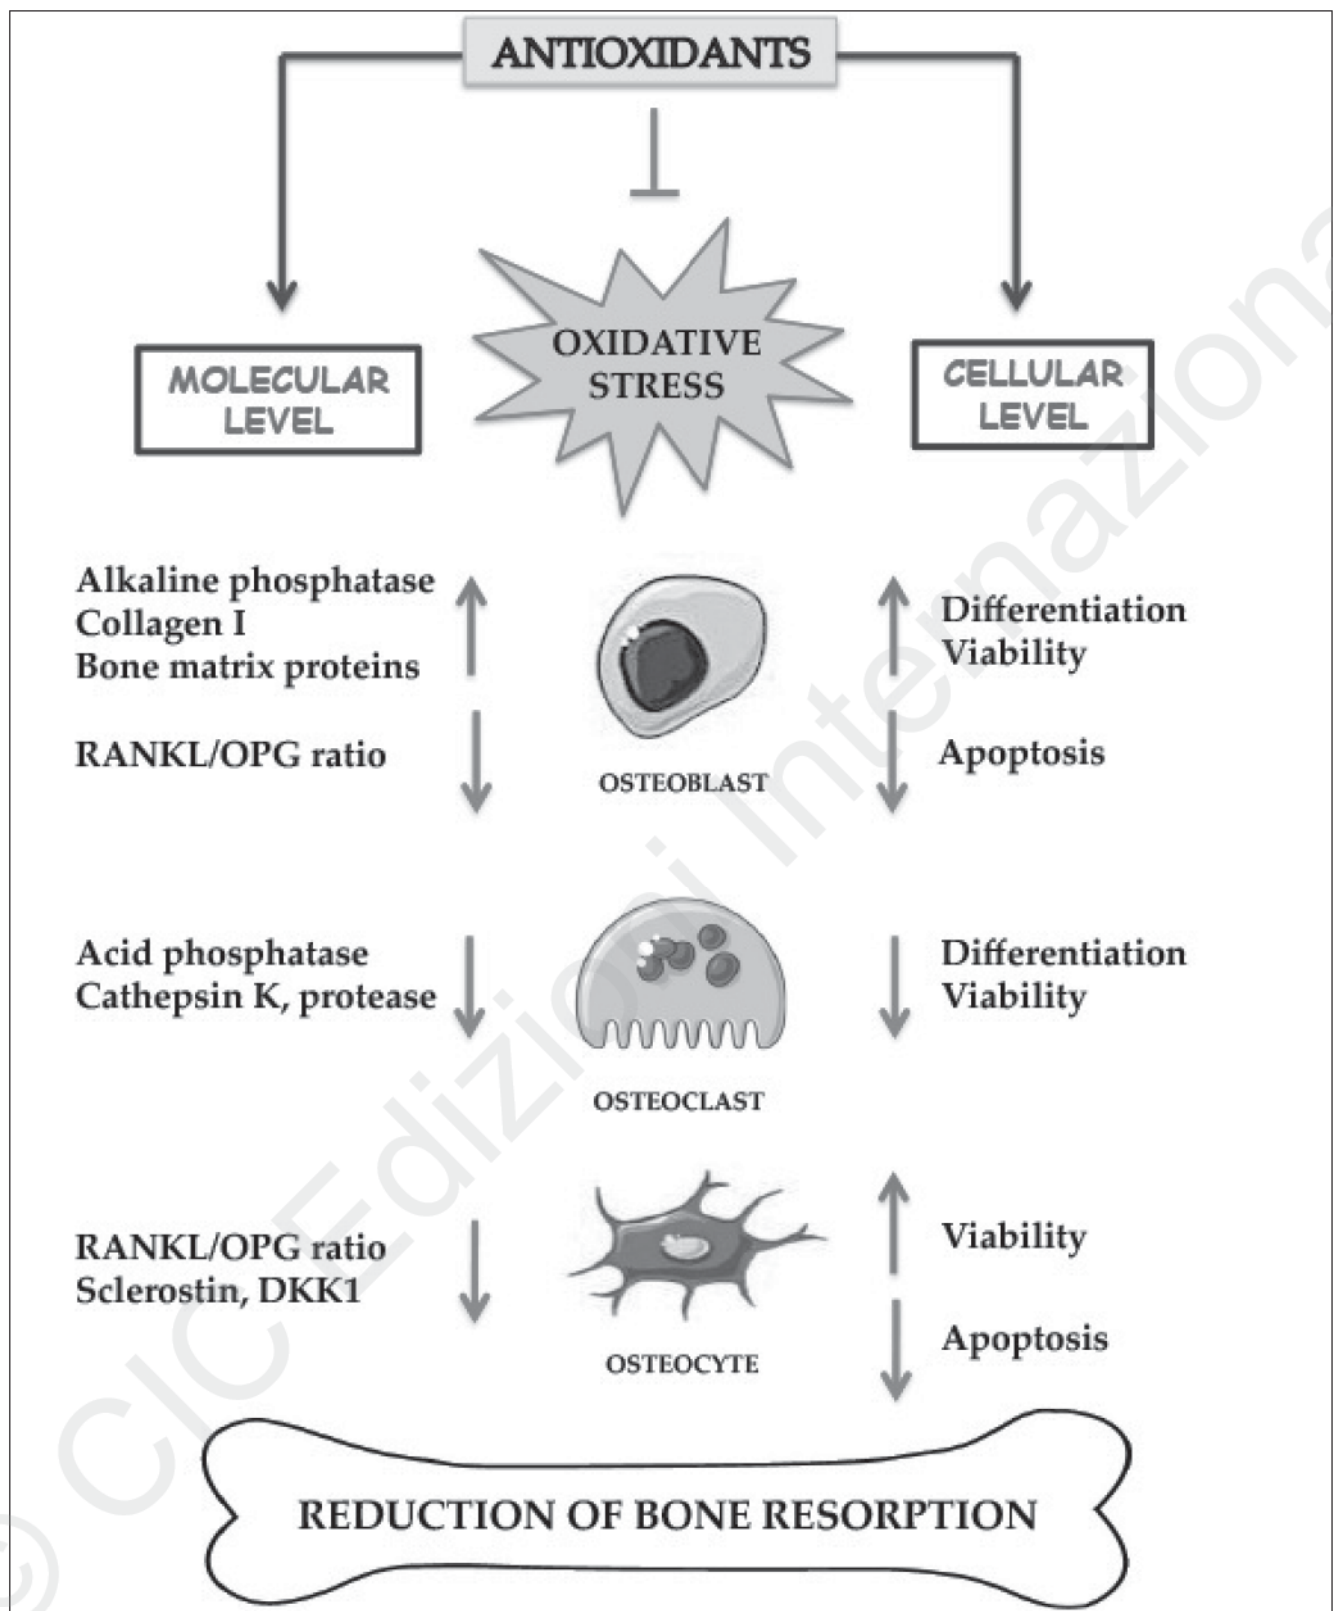 ANTIOXIDANTS
OXIDATIVE
STRESS
MOLECULAR
LEVEL
CELLULAR
LEVEL
Alkaline phosphatase
Collagen I
Bone matrix proteins
RANKL/OPG ratio
OSTEOBLAST
Differentiation
Viability
Apoptosis
Acid phosphatase
Cathepsin K, protease
OSTEOCLAST
Differentiation
Viability
RANKL/OPG ratio
Sclerostin, DKK1
OSTEOCYTE
Viability
Apoptosis
REDUCTION OF BONE RESORPTION
© CIC Edizioni Internaziona